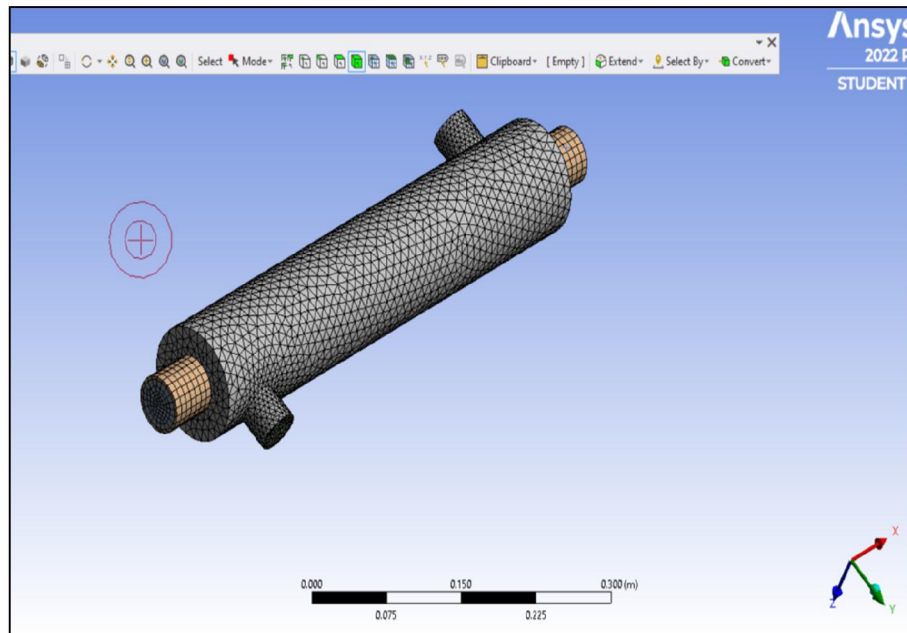 Ansys
2022 R
STUDENT
Select Mode Clipboard [Empty] Extend Select By Convert
0.000 0.150 0.300 (m)
0.075 0.225
X
Y
Z